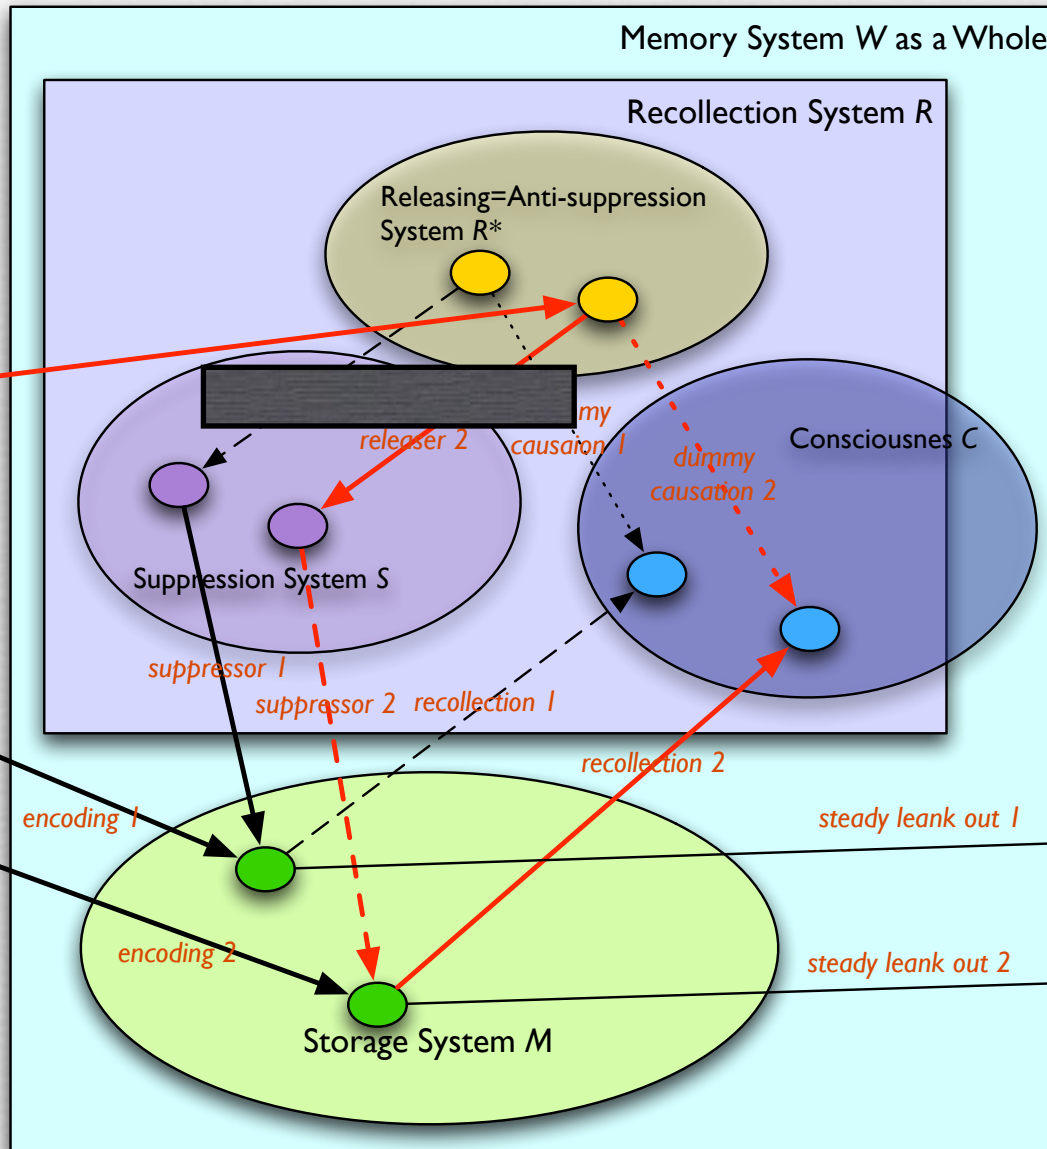 Memory System W as a Whole
Recollection System R
Releasing=Anti-suppression
System R*
releaser 2
my
causaion 1
dummy
causation 2
Consciousnes C
Suppression System S
suppressor 1
suppressor 2
recollection 1
recollection 2
encoding 1
steady leank out 1
encoding 2
steady leank out 2
Storage System M